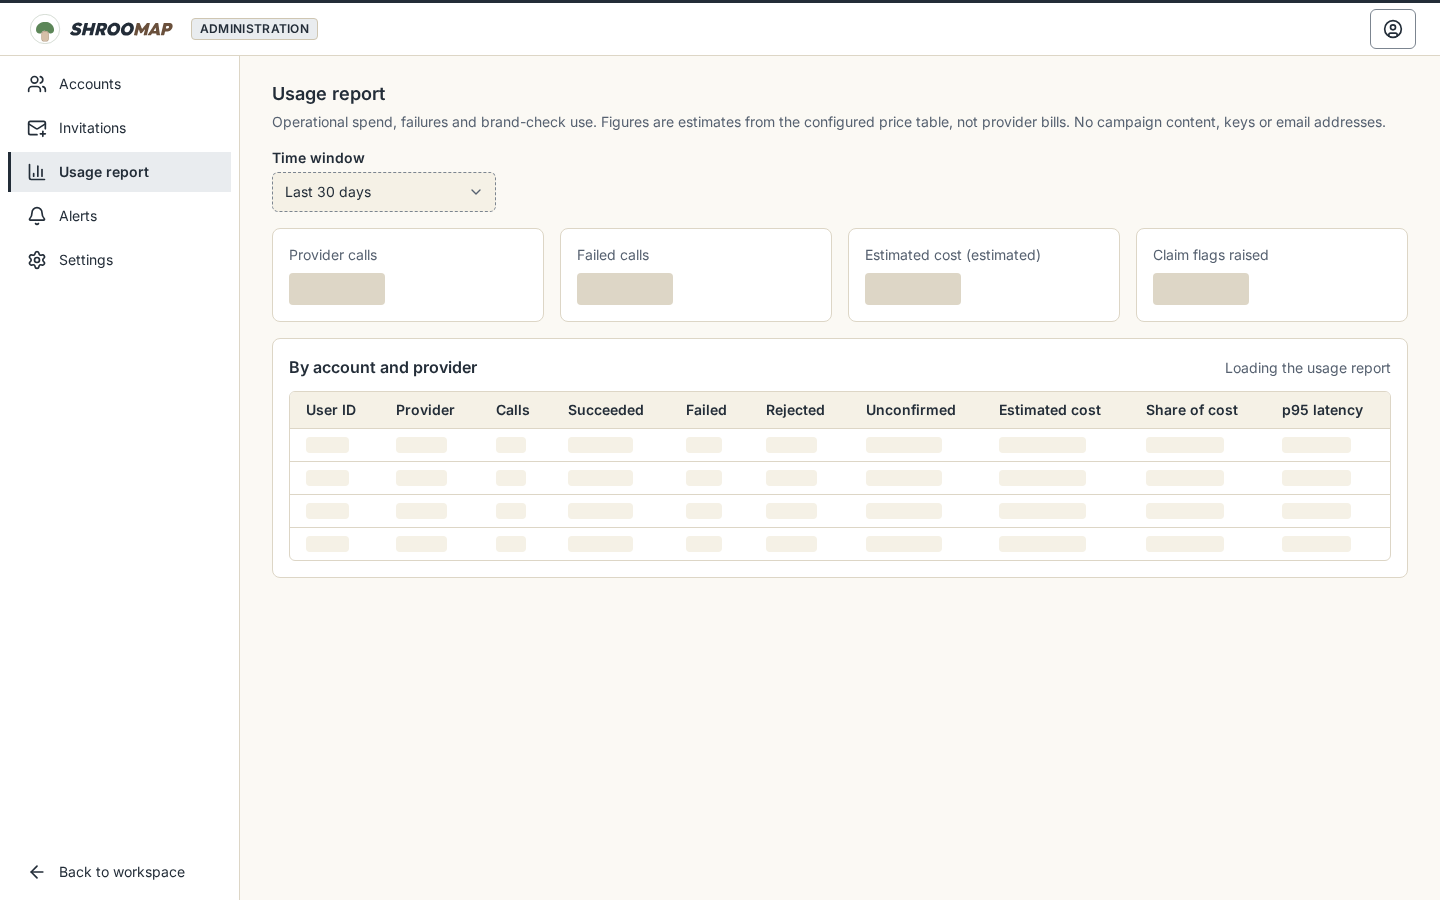 SHROOMAP
ADMINISTRATION
Accounts
Invitations
Usage report
Alerts
Settings
Back to workspace
Usage report
Operational spend, failures and brand-check use. Figures are estimates from the configured price table, not provider bills. No campaign content, keys or email addresses.
Time window
Last 30 days
Provider calls
Failed calls
Estimated cost (estimated)
Claim flags raised
By account and provider
Loading the usage report
User ID Provider Calls Succeeded Failed Rejected Unconfirmed Estimated cost Share of cost p95 latency